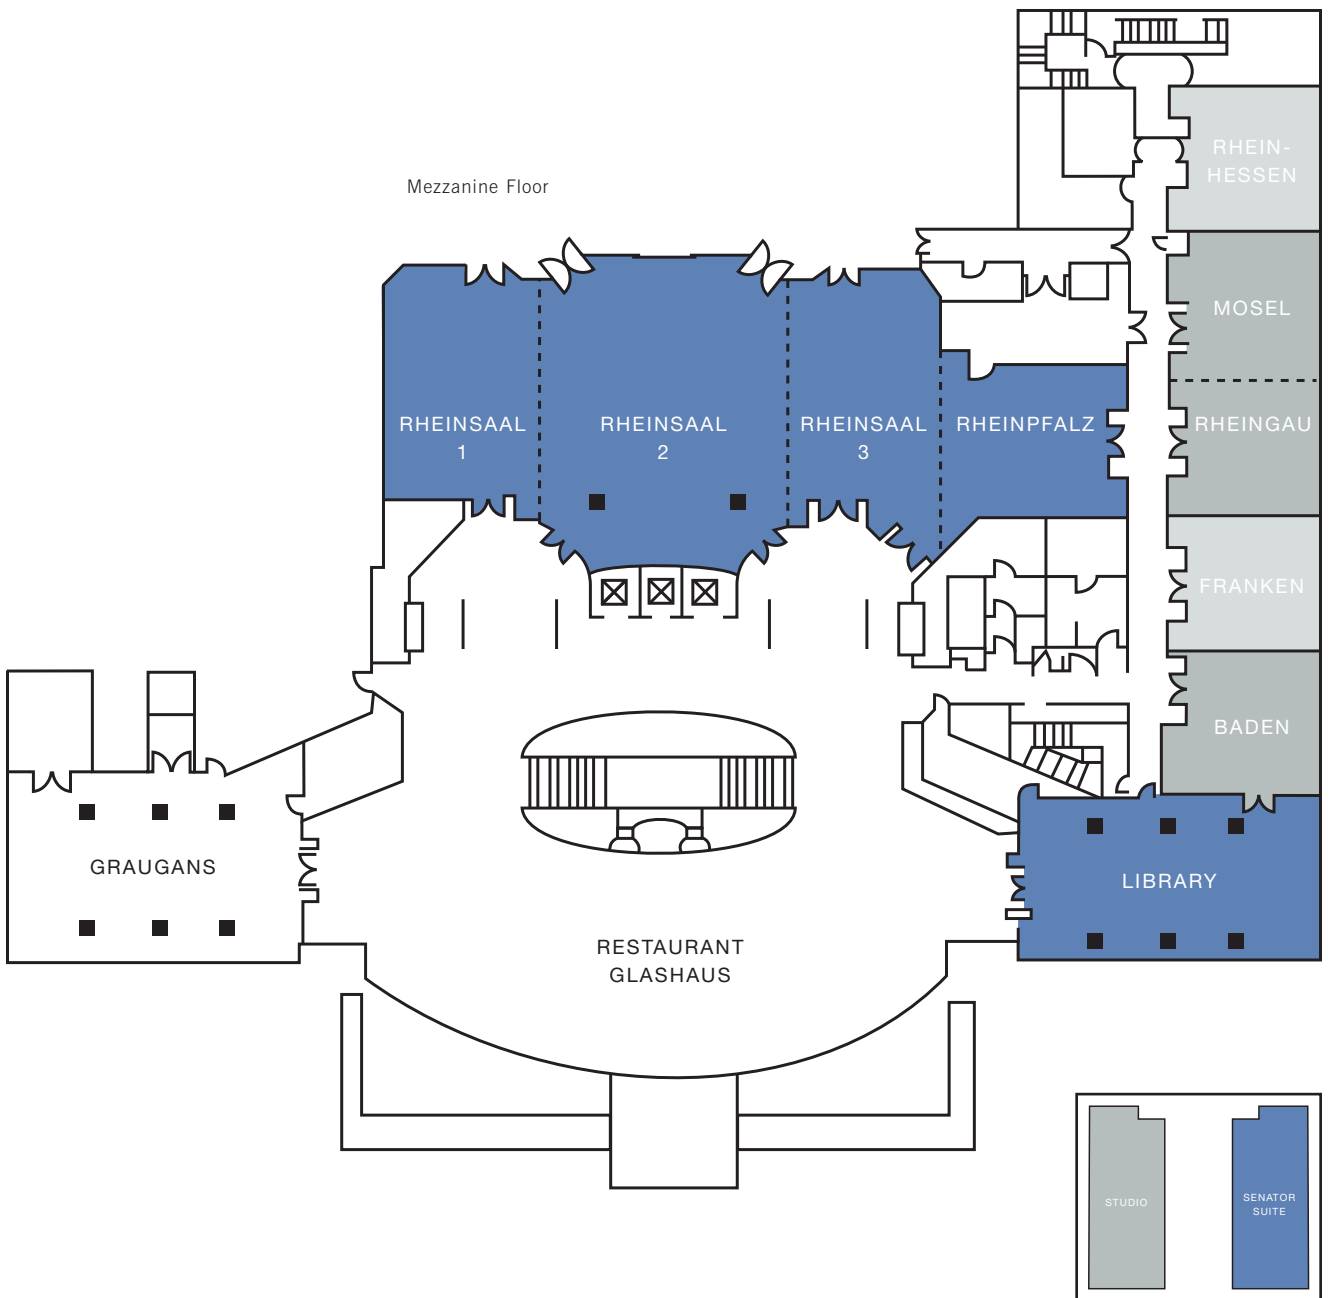 Mezzanine Floor
RHEIN-
HESSEN
MOSEL
RHEINSAAL
1
RHEINSAAL
2
RHEINSAAL
3
RHEINPFALZ
RHEINGAU
FRANKEN
BADEN
GRAUGANS
LIBRARY
RESTAURANT
GLASHAUS
STUDIO
SENATOR
SUITE